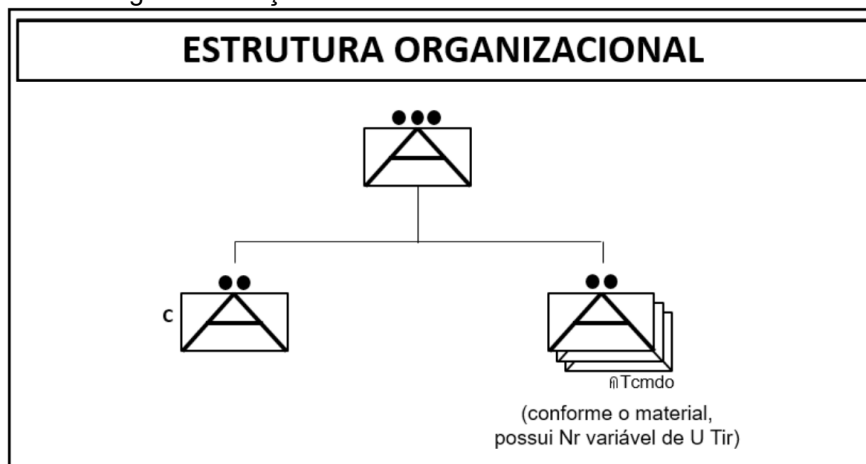 ESTRUTURA ORGANIZACIONAL
C
Tcmdo
(conforme o material,
possui Nr variável de U Tir)